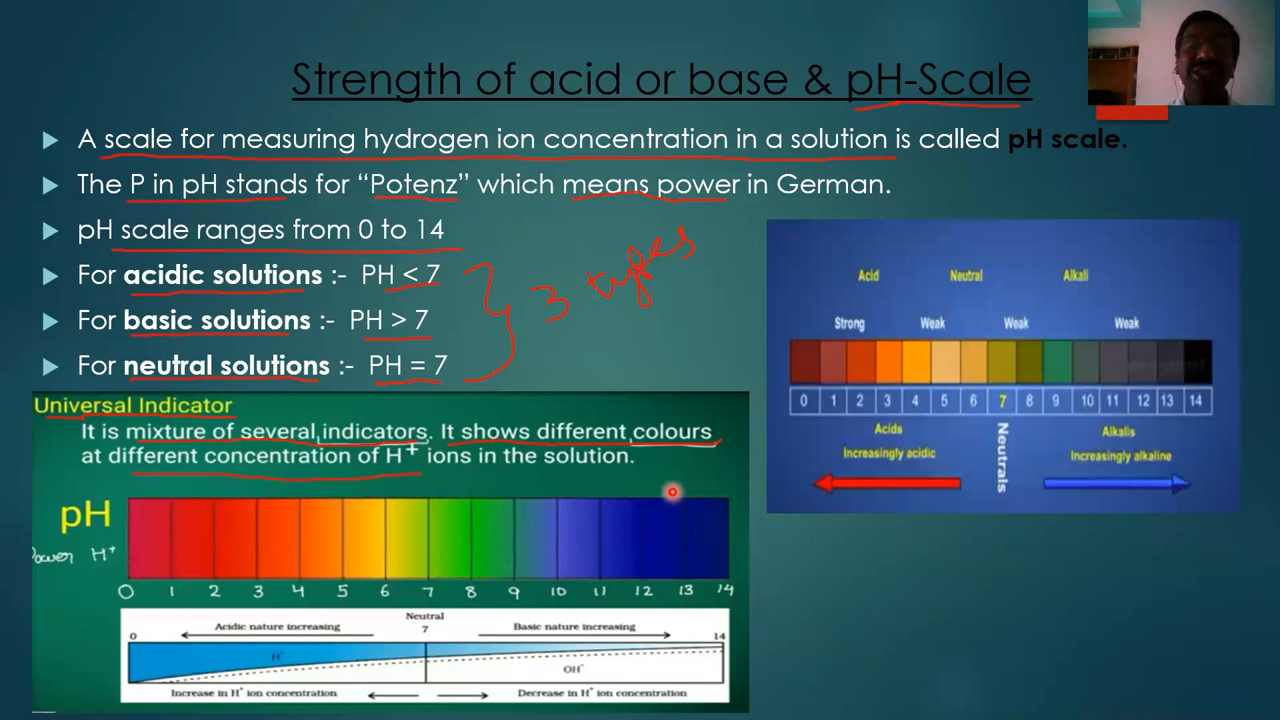 Strength of acid or base & pH-Scale
A scale for measuring hydrogen ion concentration in a solution is called pH scale.
The P in pH stands for “Potenz” which means power in German.
pH scale ranges from 0 to 14
For acidic solutions :- PH < 7
For basic solutions :- PH > 7
For neutral solutions :- PH = 7
3 types
Universal Indicator
It is mixture of several indicators. It shows different colours
at different concentration of H+ ions in the solution.
pH
Power H+
0 1 2 3 4 5 6 7 8 9 10 11 12 13 14
Neutral
0 Acidic nature increasing 7 Basic nature increasing 14
H+
OH-
Increase in H+ ion concentration Decrease in H+ ion concentration
Acid Neutral Alkali
Strong Weak Weak Weak
0 1 2 3 4 5 6 7 8 9 10 11 12 13 14
Acids Neutrals Alkalis
Increasingly acidic Increasingly alkaline